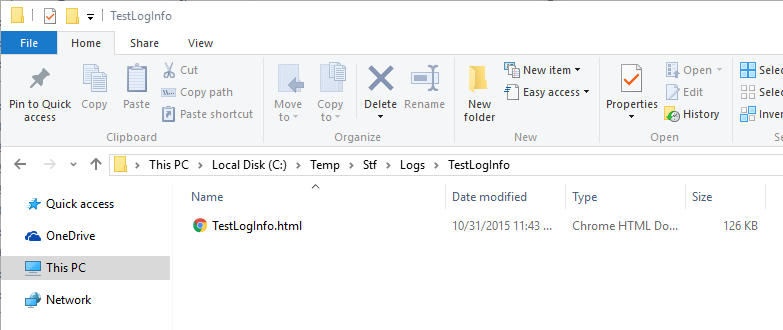 TestLogInfo
File Home Share View
Pin to Quick access
Copy
Paste
Cut
Copy path
Paste shortcut
Clipboard
Move to
Copy to
Delete
Rename
Organize
New folder
New item
Easy access
New
Properties
Open
Edit
History
Open
Selec
Selec
Inver
Se
This PC Local Disk (C:) Temp Stf Logs TestLogInfo
Quick access
OneDrive
This PC
Network
Name Date modified Type Size
TestLogInfo.html 10/31/2015 11:43 ... Chrome HTML Do... 126 KB